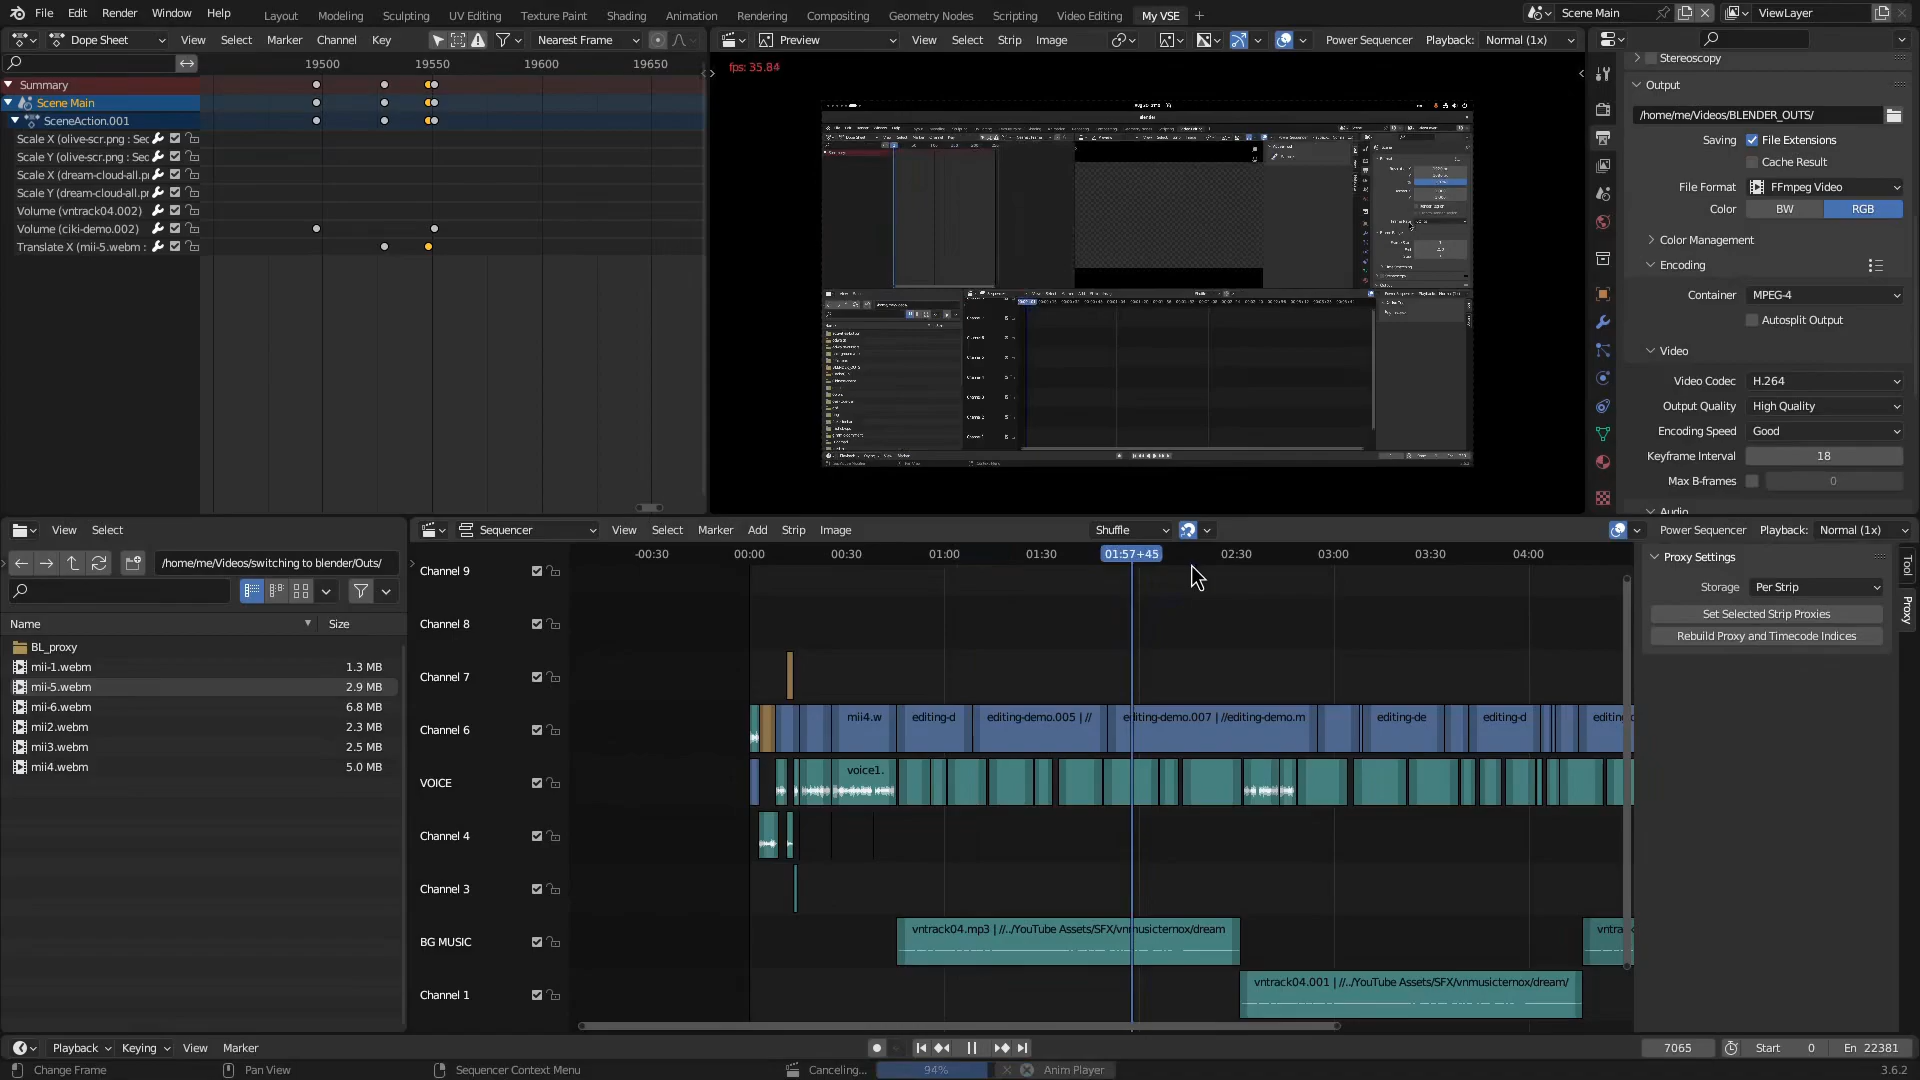 File Edit Render Window Help Layout Modeling Sculpting UV Editing Texture Paint Shading Animation Rendering Compositing Geometry Nodes Scripting Video Editing My VSE + Scene Main ViewLayer
Dope Sheet View Select Marker Channel Key Nearest Frame
19500 19550 19600 19650
Summary
Scene Main
SceneAction.001
Scale X (olive-scr.png : Sec
Scale Y (olive-scr.png : Sec
Scale X (dream-cloud-all.pr
Scale Y (dream-cloud-all.pr
Volume (vntrack04.002)
Volume (ciki-demo.002)
Translate X (mii-5.webm :
Preview View Select Strip Image Power Sequencer Playback: Normal (1x)
fps: 35.84
Stereoscopy
Output
/home/me/Videos/BLENDER_OUTS/
Saving File Extensions
Cache Result
File Format FFmpeg Video
Color BW RGB
Color Management
Encoding
Container MPEG-4
Autosplit Output
Video
Video Codec H.264
Output Quality High Quality
Encoding Speed Good
Keyframe Interval 18
Max B-frames 0
Audio
View Select
/home/me/Videos/switching to blender/Outs/
Name Size
BL_proxy
mii-1.webm 1.3 MB
mii-5.webm 2.9 MB
mii-6.webm 6.8 MB
mii2.webm 2.3 MB
mii3.webm 2.5 MB
mii4.webm 5.0 MB
Sequencer View Select Marker Add Strip Image Shuffle Power Sequencer Playback: Normal (1x)
-00:30 00:00 00:30 01:00 01:30 01:57+45 02:30 03:00 03:30 04:00
Channel 9
Channel 8
Channel 7
Channel 6 mii4.w editing-d editing-demo.005 | // editing-demo.007 | //editing-demo.m editing-de editing-d
VOICE voice1.
Channel 4
Channel 3
BG MUSIC vntrack04.mp3 | //../YouTube Assets/SFX/vnmusicternox/dream vntra
Channel 1 vntrack04.001 | //../YouTube Assets/SFX/vnmusicternox/dream/
Proxy Settings
Storage Per Strip
Set Selected Strip Proxies
Rebuild Proxy and Timecode Indices
Tool
Proxy
Playback Keying View Marker 7065 Start 0 En 22381
Change Frame Pan View Sequencer Context Menu Canceling... 94% Anim Player 3.6.2